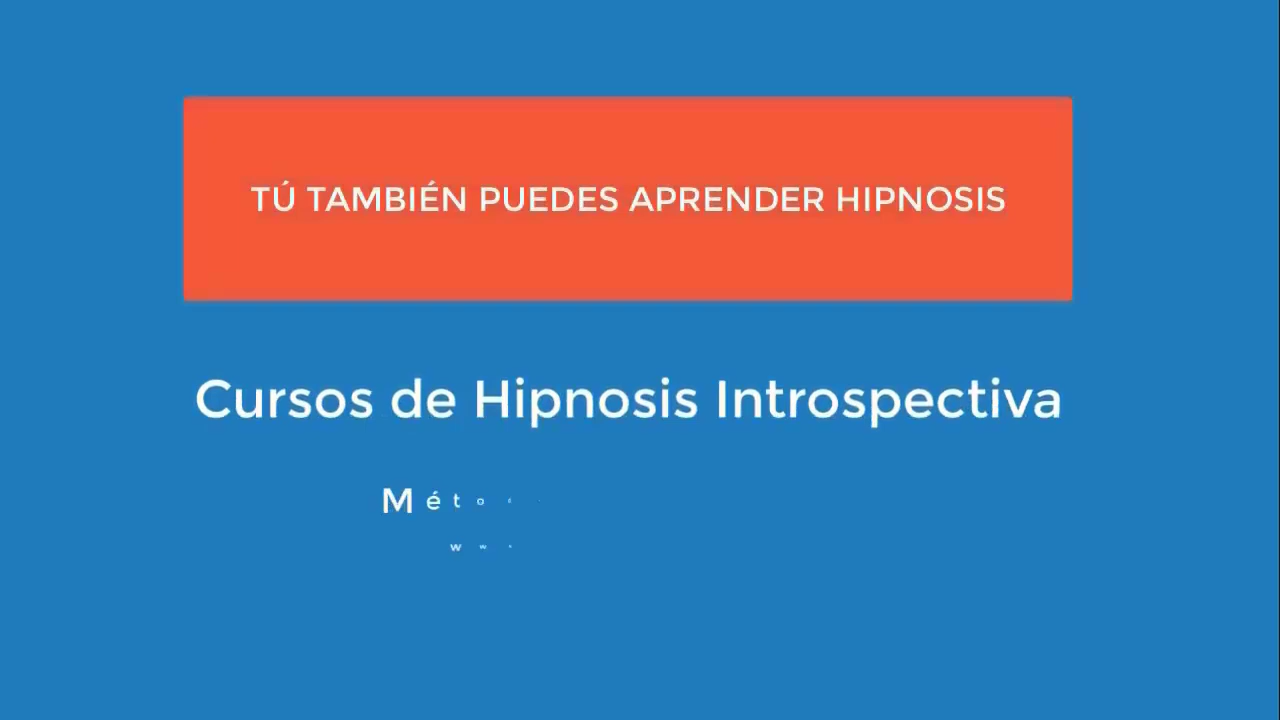 TÚ TAMBIÉN PUEDES APRENDER HIPNOSIS
Cursos de Hipnosis Introspectiva